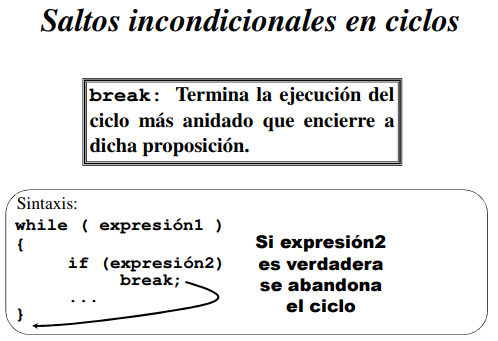 Saltos incondicionales en ciclos
break: Termina la ejecución del
ciclo más anidado que encierre a
dicha proposición.
Sintaxis:
while ( expresión1 )
{
if (expresión2)
break;
...
}
Si expresión2
es verdadera
se abandona
el ciclo